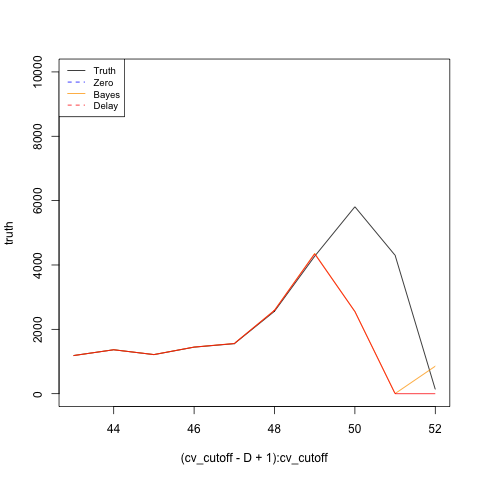 Truth
Zero
Bayes
Delay
10000
8000
6000
4000
2000
0
truth
44 46 48 50 52
(cv_cutoff - D + 1):cv_cutoff